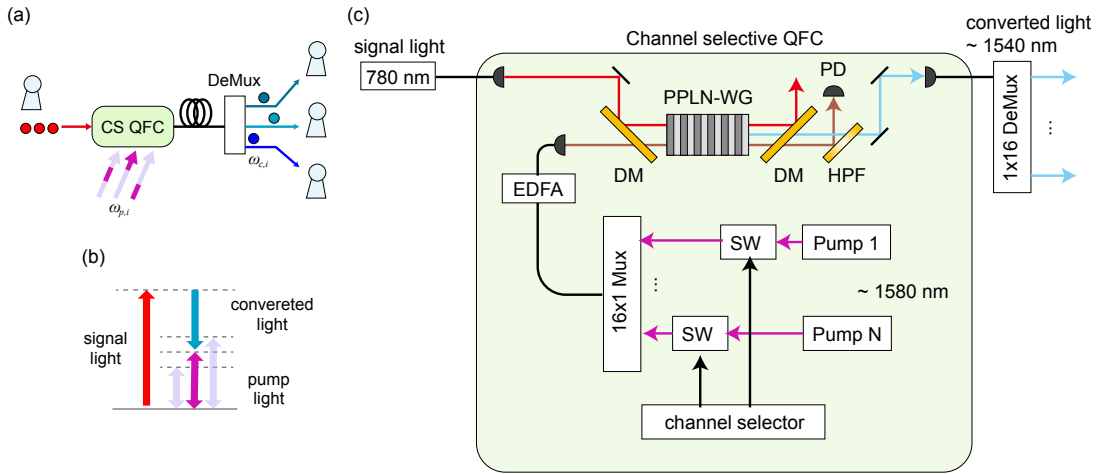 (a)
DeMux
CS QFC
ω_{c,i}
ω_{p,i}
(b)
signal
light
convereted
light
pump
light
(c)
signal light
780 nm
Channel selective QFC
converted light
~ 1540 nm
PD
PPLN-WG
DM
DM
HPF
1x16 DeMux
...
EDFA
16x1 Mux
...
SW
Pump 1
~ 1580 nm
SW
Pump N
channel selector